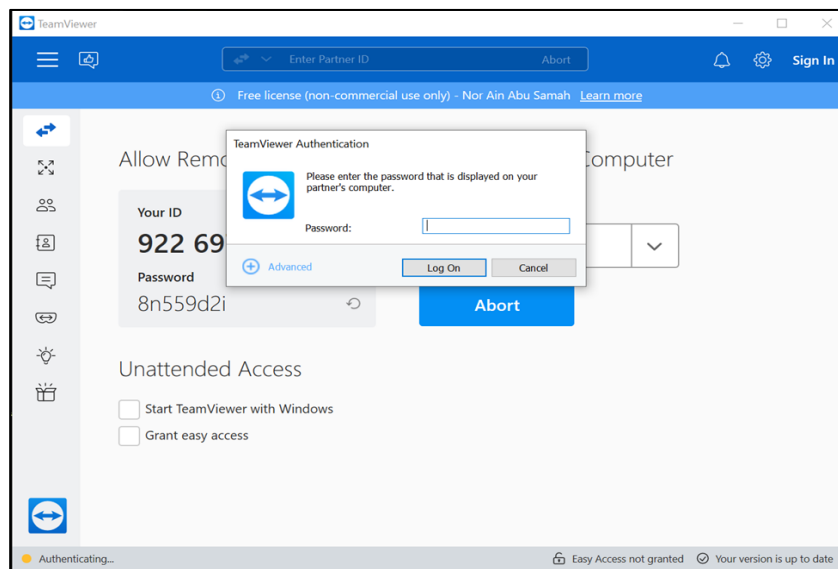 TeamViewer
Enter Partner ID
Abort
Sign In
Free license (non-commercial use only) - Nor Ain Abu Samah Learn more
Allow Remo
Computer
TeamViewer Authentication
Please enter the password that is displayed on your
partner's computer.
Password:
Advanced
Log On
Cancel
Your ID
922 69
Password
8n559d2i
Abort
Unattended Access
Start TeamViewer with Windows
Grant easy access
Authenticating...
Easy Access not granted
Your version is up to date